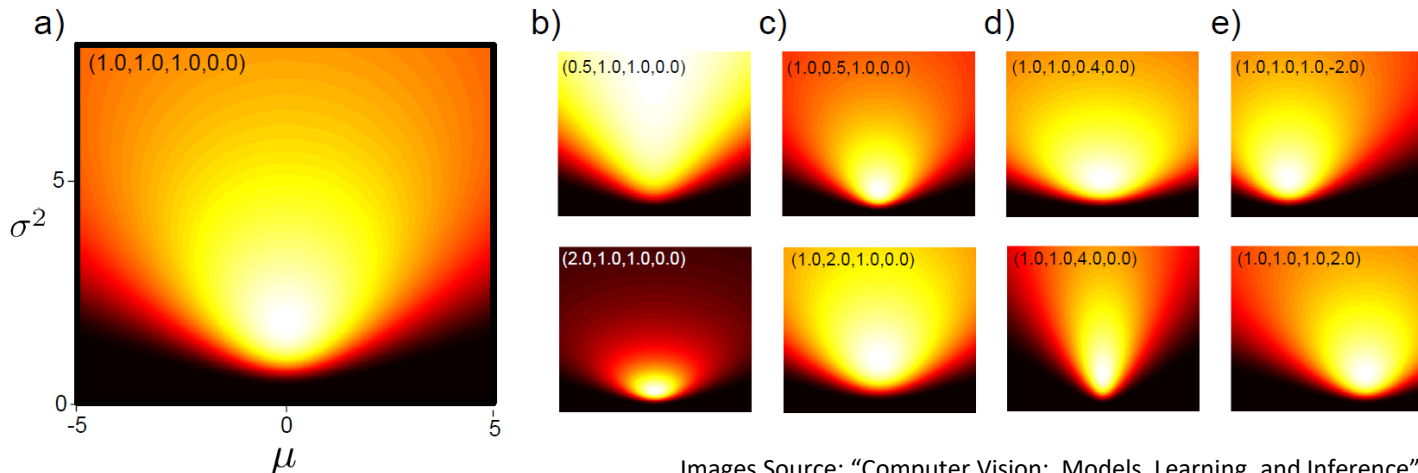 a)
(1.0,1.0,1.0,0.0)
5
σ²
0
-5
0
5
μ
b)
(0.5,1.0,1.0,0.0)
(2.0,1.0,1.0,0.0)
c)
(1.0,0.5,1.0,0.0)
(1.0,2.0,1.0,0.0)
d)
(1.0,1.0,0.4,0.0)
(1.0,1.0,4.0,0.0)
e)
(1.0,1.0,1.0,-2.0)
(1.0,1.0,1.0,2.0)
Images Source: “Computer Vision: Models, Learning, and Inference”